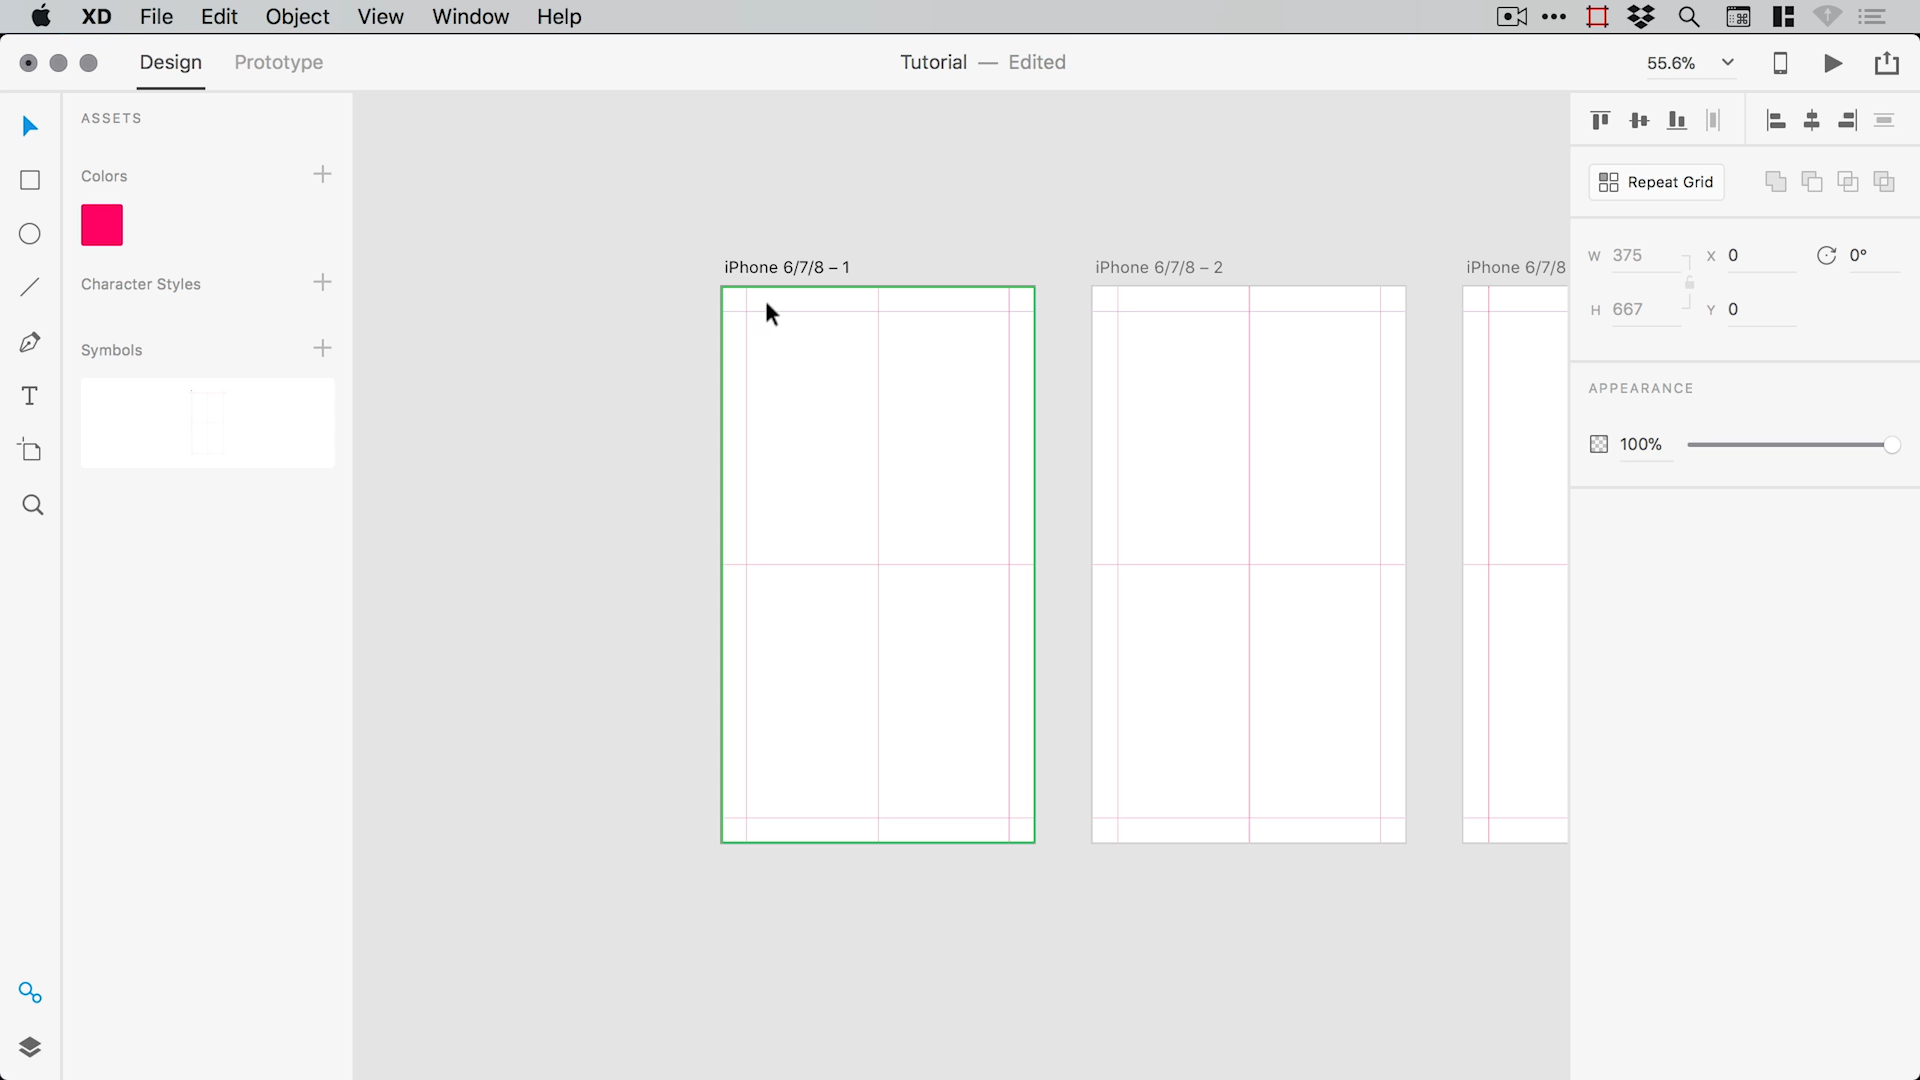 XD File Edit Object View Window Help
Design Prototype
Tutorial — Edited
55.6%
ASSETS
Colors
Character Styles
Symbols
iPhone 6/7/8 – 1
iPhone 6/7/8 – 2
iPhone 6/7/8
Repeat Grid
W 375 X 0 0°
H 667 Y 0
APPEARANCE
100%